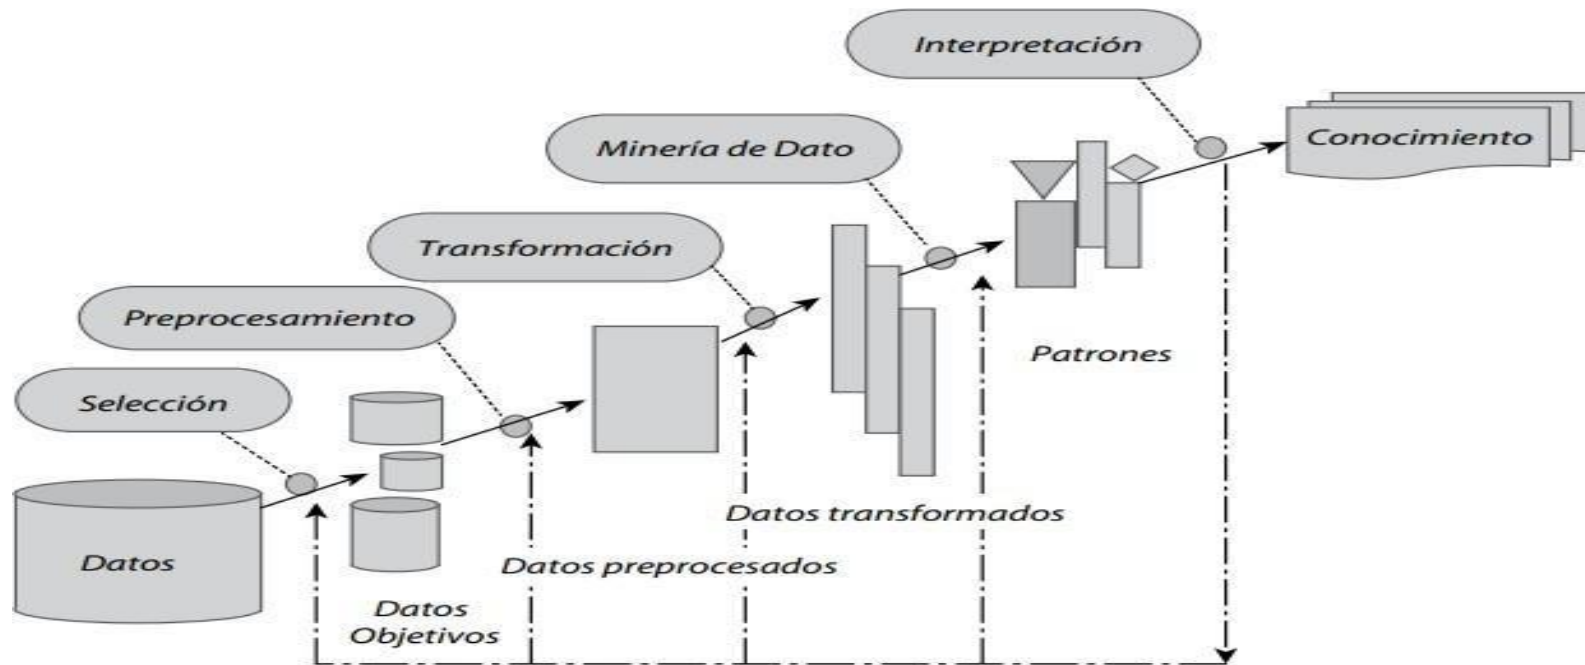 Interpretación
Conocimiento
Minería de Dato
Transformación
Preprocesamiento
Patrones
Selección
Datos transformados
Datos
Datos preprocesados
Datos
Objetivos